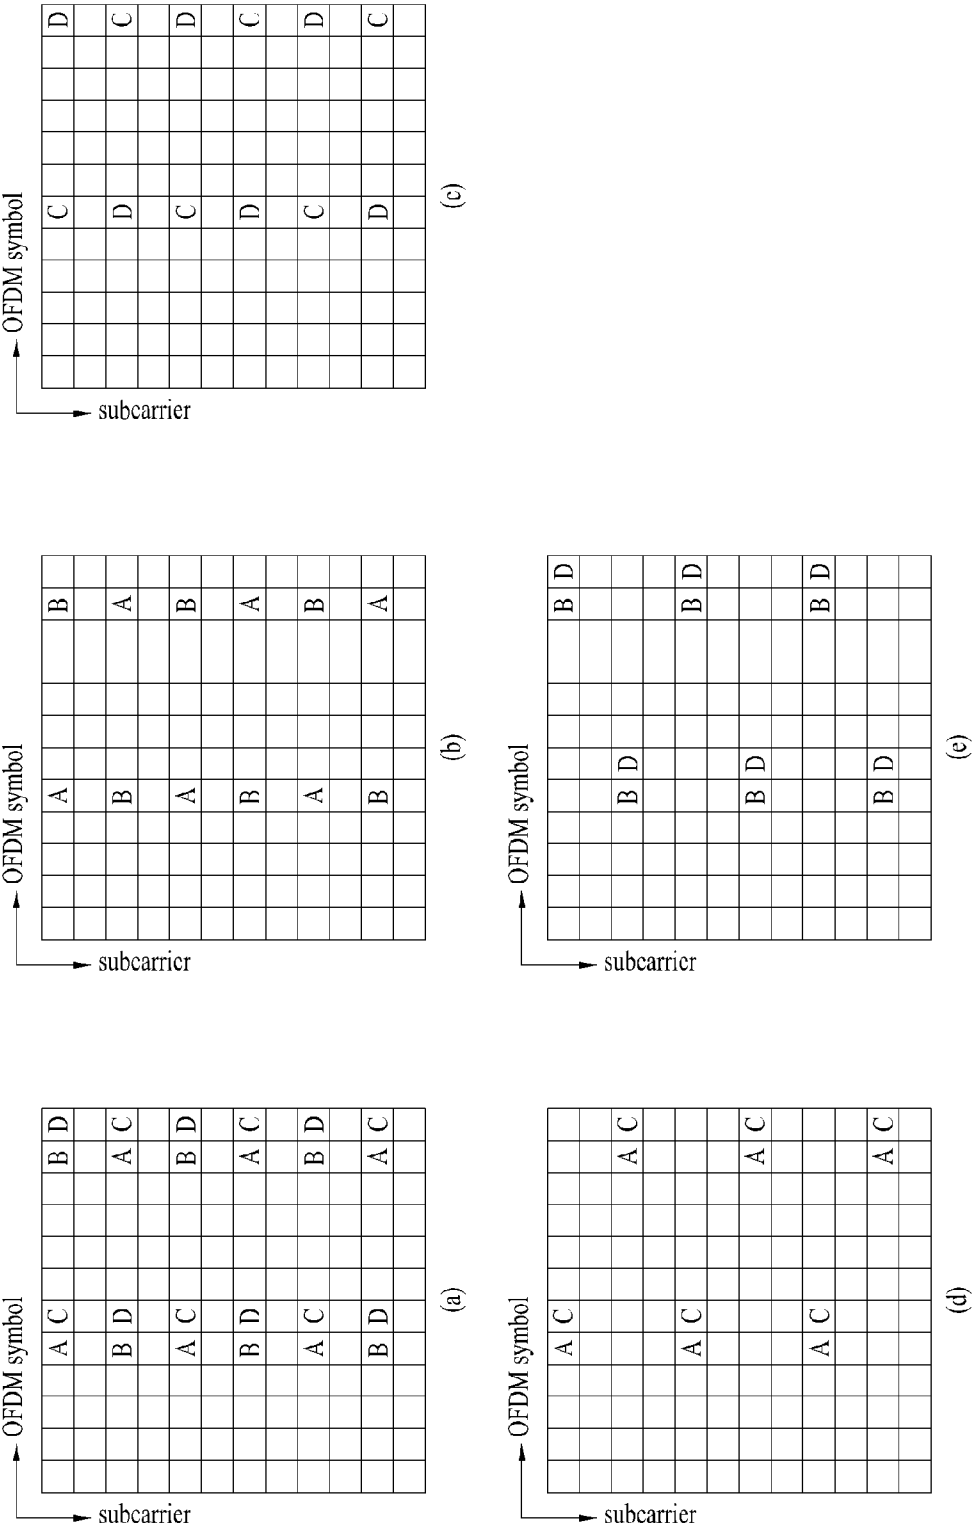 OFDM symbol
subcarrier
A C B D
B D A C
A C B D
B D A C
A C B D
B D A C
(a)
OFDM symbol
subcarrier
A B
B A
A B
B A
A B
B A
(b)
OFDM symbol
subcarrier
C D
D C
C D
D C
C D
D C
(c)
OFDM symbol
subcarrier
A C
A C
A C
A C
A C
A C
(d)
OFDM symbol
subcarrier
B D
B D
B D
B D
B D
B D
(e)